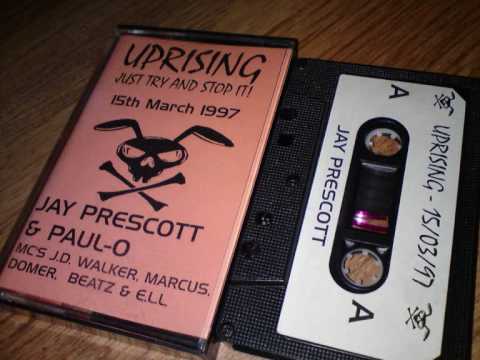 UPRISING
JUST TRY AND STOP IT!
15th March 1997
JAY PRESCOTT
& PAUL-O
MC'S J.D. WALKER, MARCUS,
DOMER, BEATZ & E.L.L
A
UPRISING - 15/03/97
JAY PRESCOTT
A